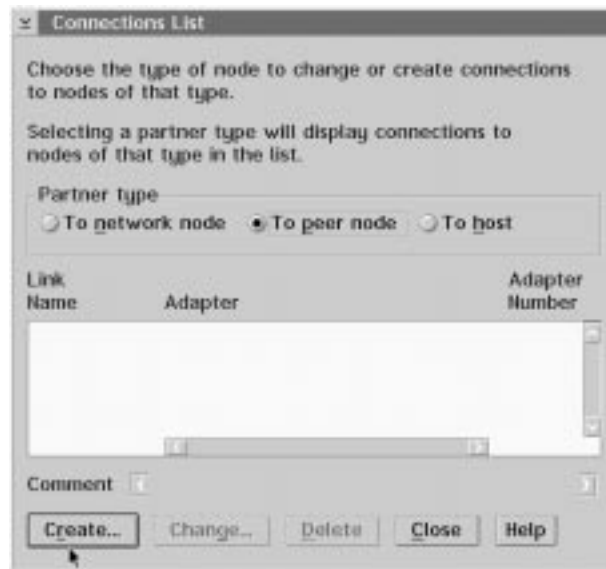 Connections List
Choose the type of node to change or create connections
to nodes of that type.
Selecting a partner type will display connections to
nodes of that type in the list.
Partner type
To network node To peer node To host
Link Adapter
Name Adapter Number
Comment
Create... Change... Delete Close Help